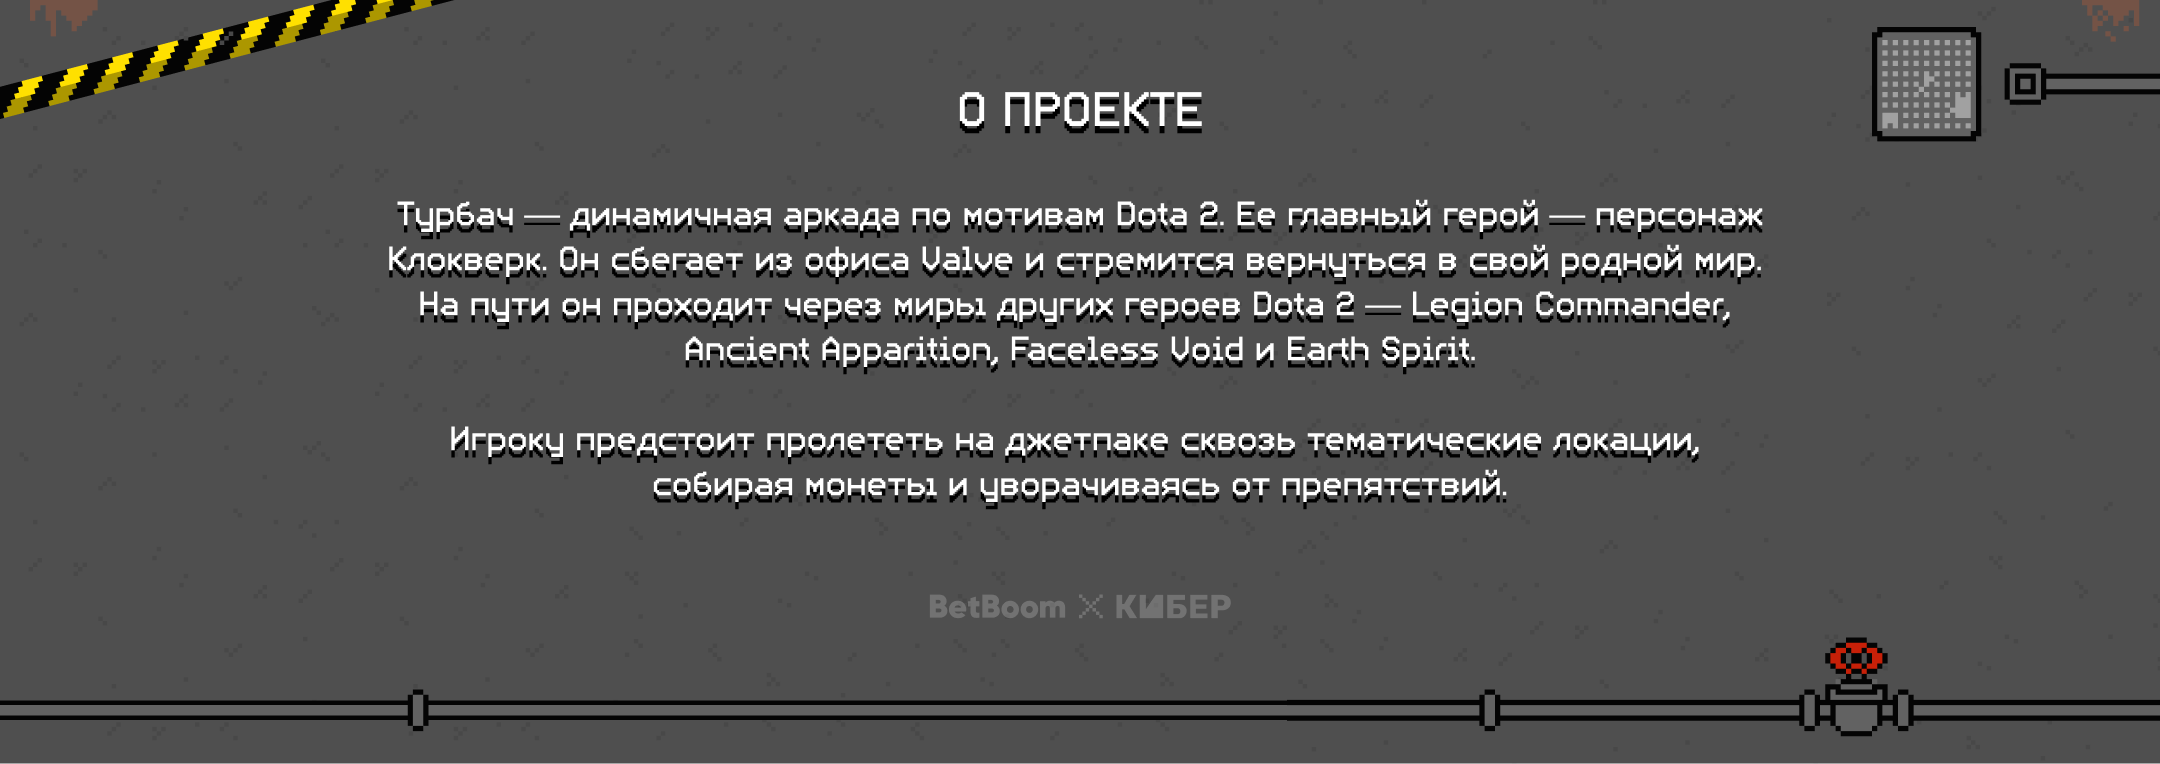 О ПРОЕКТЕ
Турбач — динамичная аркада по мотивам Dota 2. Ее главный герой — персонаж
Клокверк. Он сбегает из офиса Valve и стремится вернуться в свой родной мир.
На пути он проходит через миры других героев Dota 2 — Legion Commander,
Ancient Apparition, Faceless Void и Earth Spirit.
Игроку предстоит пролететь на джетпаке сквозь тематические локации,
собирая монеты и уворачиваясь от препятствий.
BetBoom × КИБЕР